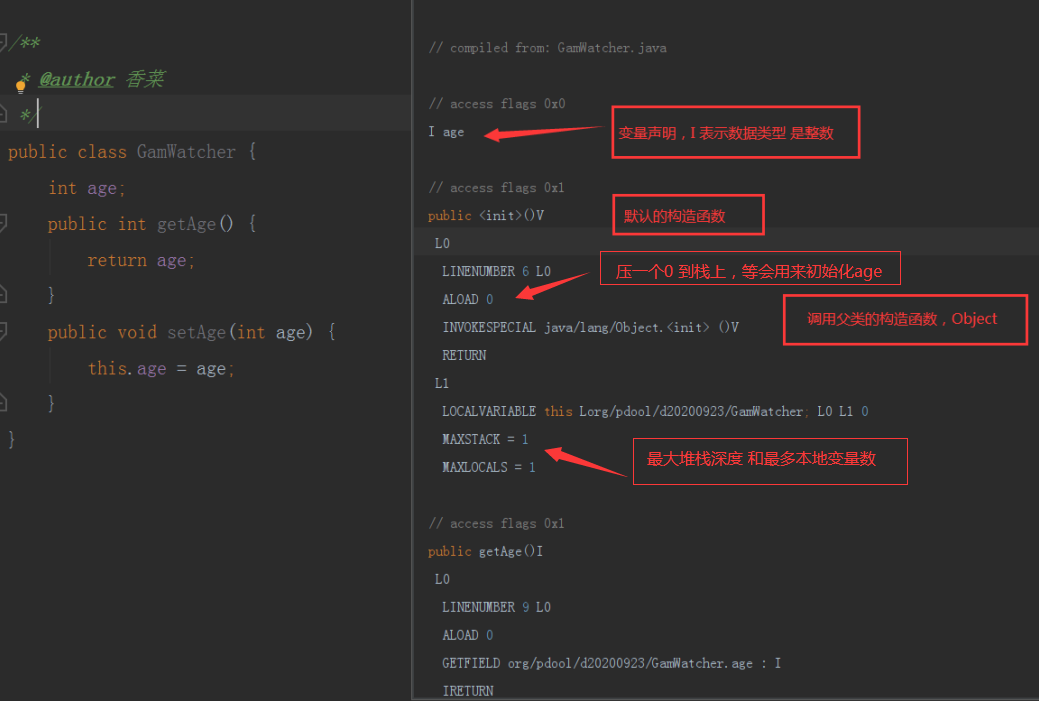 /**
* @author 香菜
*/
public class GamWatcher {
int age;
public int getAge() {
return age;
}
public void setAge(int age) {
this.age = age;
}
}
// compiled from: GamWatcher.java
// access flags 0x0
I age
变量声明，I 表示数据类型 是整数
// access flags 0x1
public <init>()V
默认的构造函数
L0
LINENUMBER 6 L0
压一个0 到栈上，等会用来初始化age
ALOAD 0
INVOKESPECIAL java/lang/Object.<init> ()V
调用父类的构造函数，Object
RETURN
L1
LOCALVARIABLE this Lorg/pdool/d20200923/GamWatcher; L0 L1 0
MAXSTACK = 1
最大堆栈深度 和最多本地变量数
MAXLOCALS = 1
// access flags 0x1
public getAge()I
L0
LINENUMBER 9 L0
ALOAD 0
GETFIELD org/pdool/d20200923/GamWatcher.age : I
IRETURN